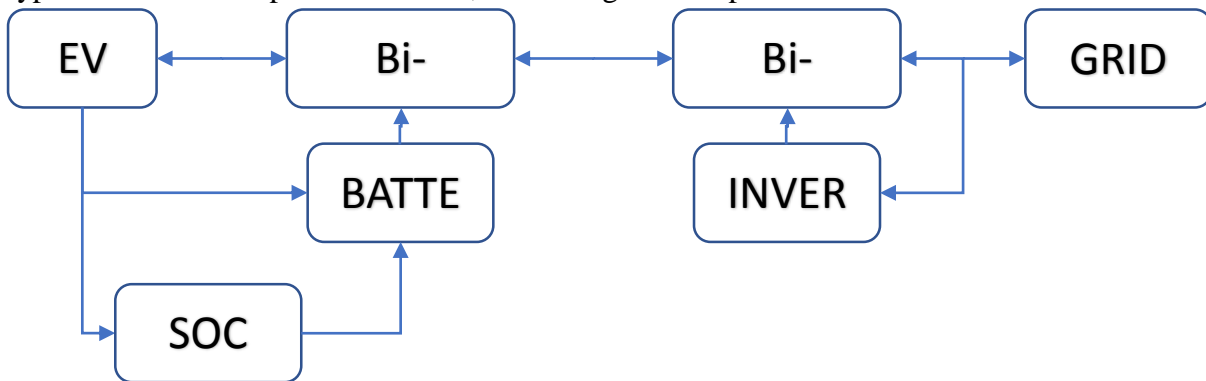 EV
Bi-
Bi-
GRID
BATTE
INVER
SOC